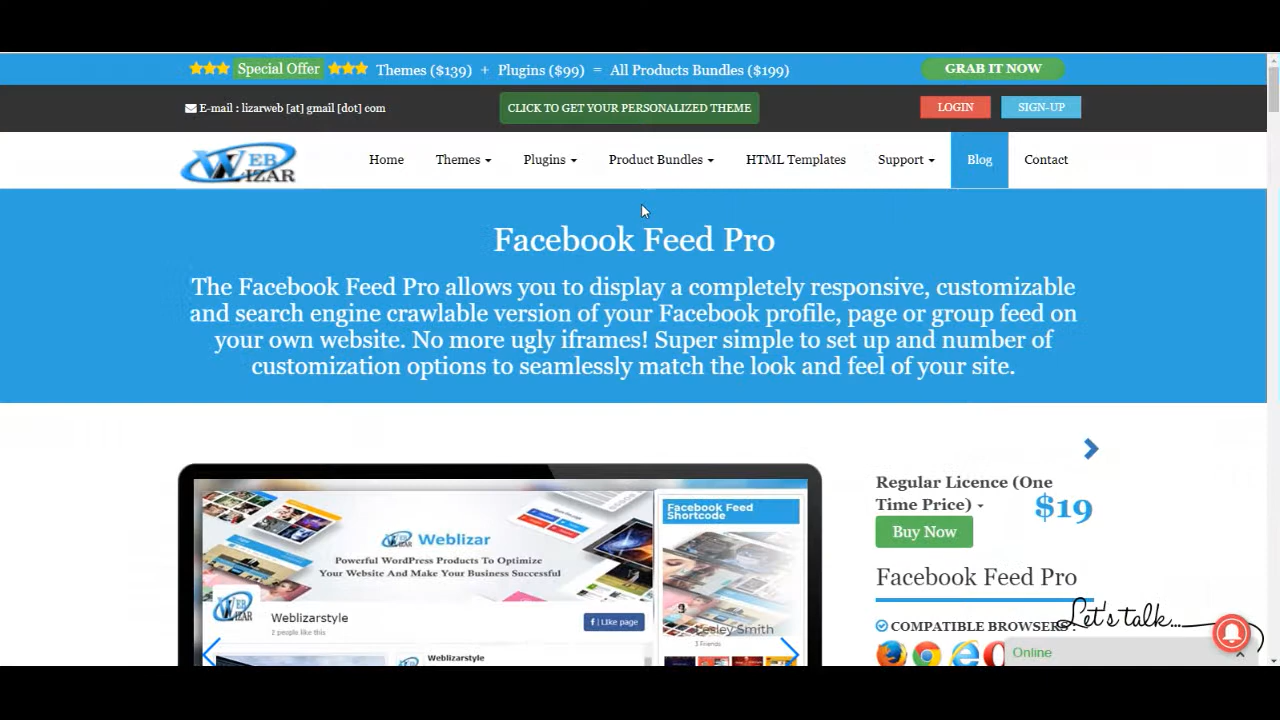 Special Offer Themes ($139) + Plugins ($99) = All Products Bundles ($199) GRAB IT NOW
E-mail : lizarweb [at] gmail [dot] com CLICK TO GET YOUR PERSONALIZED THEME LOGIN SIGN-UP
WEB LIZAR
Home Themes Plugins Product Bundles HTML Templates Support Blog Contact
Facebook Feed Pro
The Facebook Feed Pro allows you to display a completely responsive, customizable
and search engine crawlable version of your Facebook profile, page or group feed on
your own website. No more ugly iframes! Super simple to set up and number of
customization options to seamlessly match the look and feel of your site.
Weblizar
Powerful WordPress Products To Optimize
Your Website And Make Your Business Successful
Weblizarstyle
2 people like this
f | Like page
Weblizarstyle
Facebook Feed
Shortcode
Lesley Smith
3 Friends
Regular Licence (One
Time Price)
$19
Buy Now
Facebook Feed Pro
COMPATIBLE BROWSERS :
Let's talk...
Online